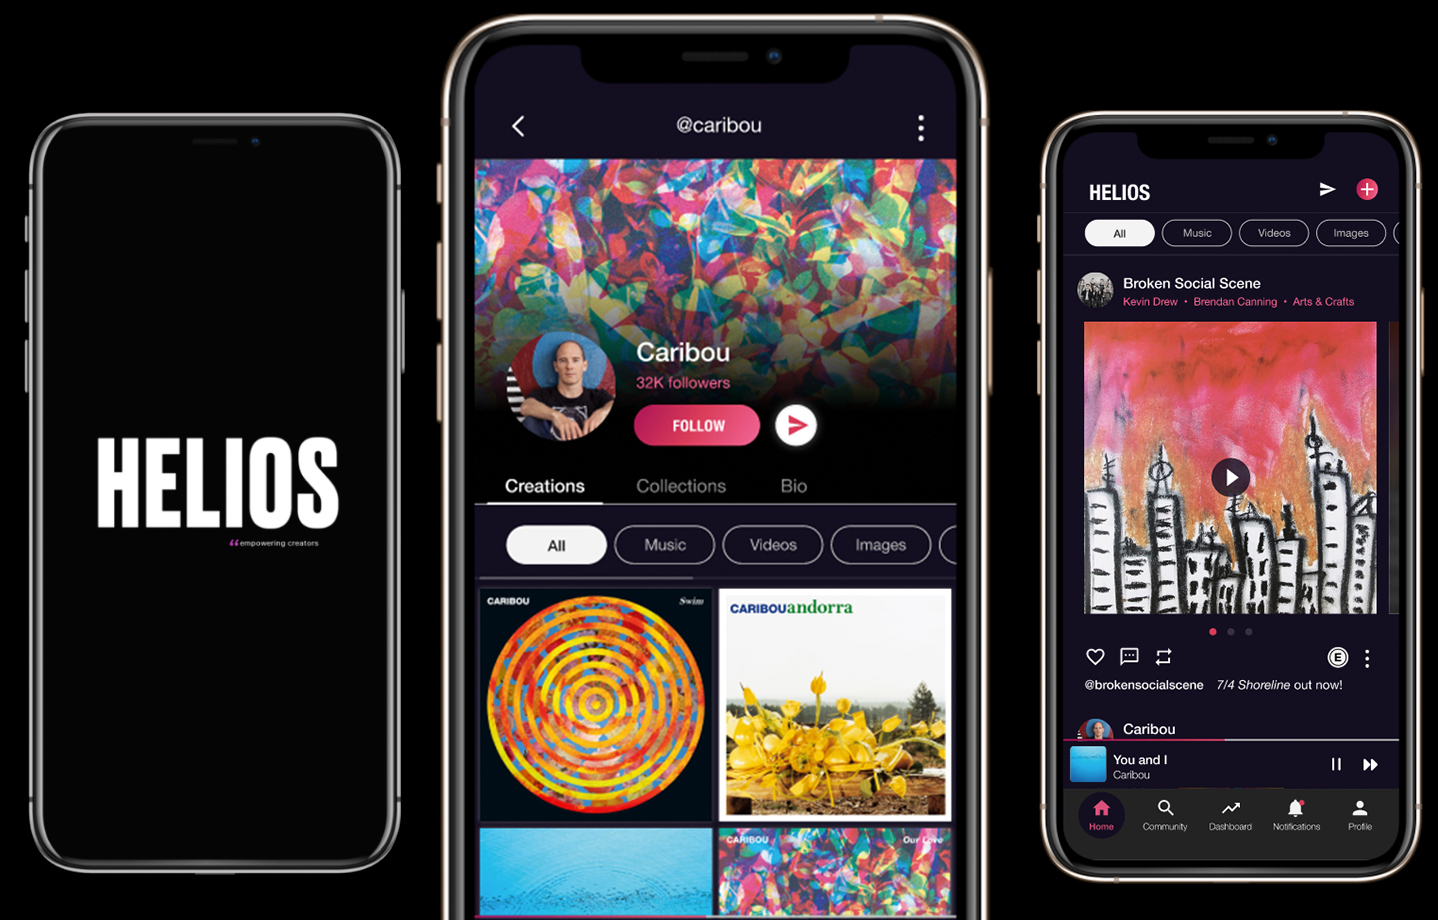 HELIOS
“empowering creators
@caribou
Caribou
32K followers
FOLLOW
Creations Collections Bio
All Music Videos Images
CARIBOU Swim
CARIBOUandorra
CARIBOU Our Love
HELIOS
All Music Videos Images
Broken Social Scene
Kevin Drew • Brendan Canning • Arts & Crafts
E
@brokensocialscene 7/4 Shoreline out now!
Caribou
You and I
Caribou
Home Community Dashboard Notifications Profile